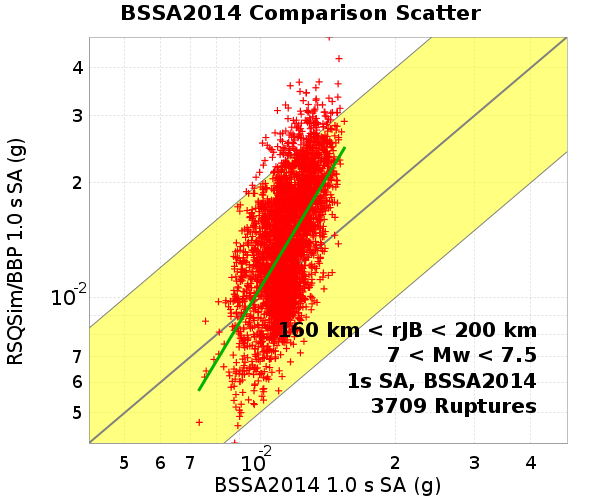 BSSA2014 Comparison Scatter
RSQSim/BBP 1.0 s SA (g)
4
3
2
10-2
7
6
5
160 km < rJB < 200 km
7 < Mw < 7.5
1s SA, BSSA2014
3709 Ruptures
5 6 7 10-2 2 3 4
BSSA2014 1.0 s SA (g)